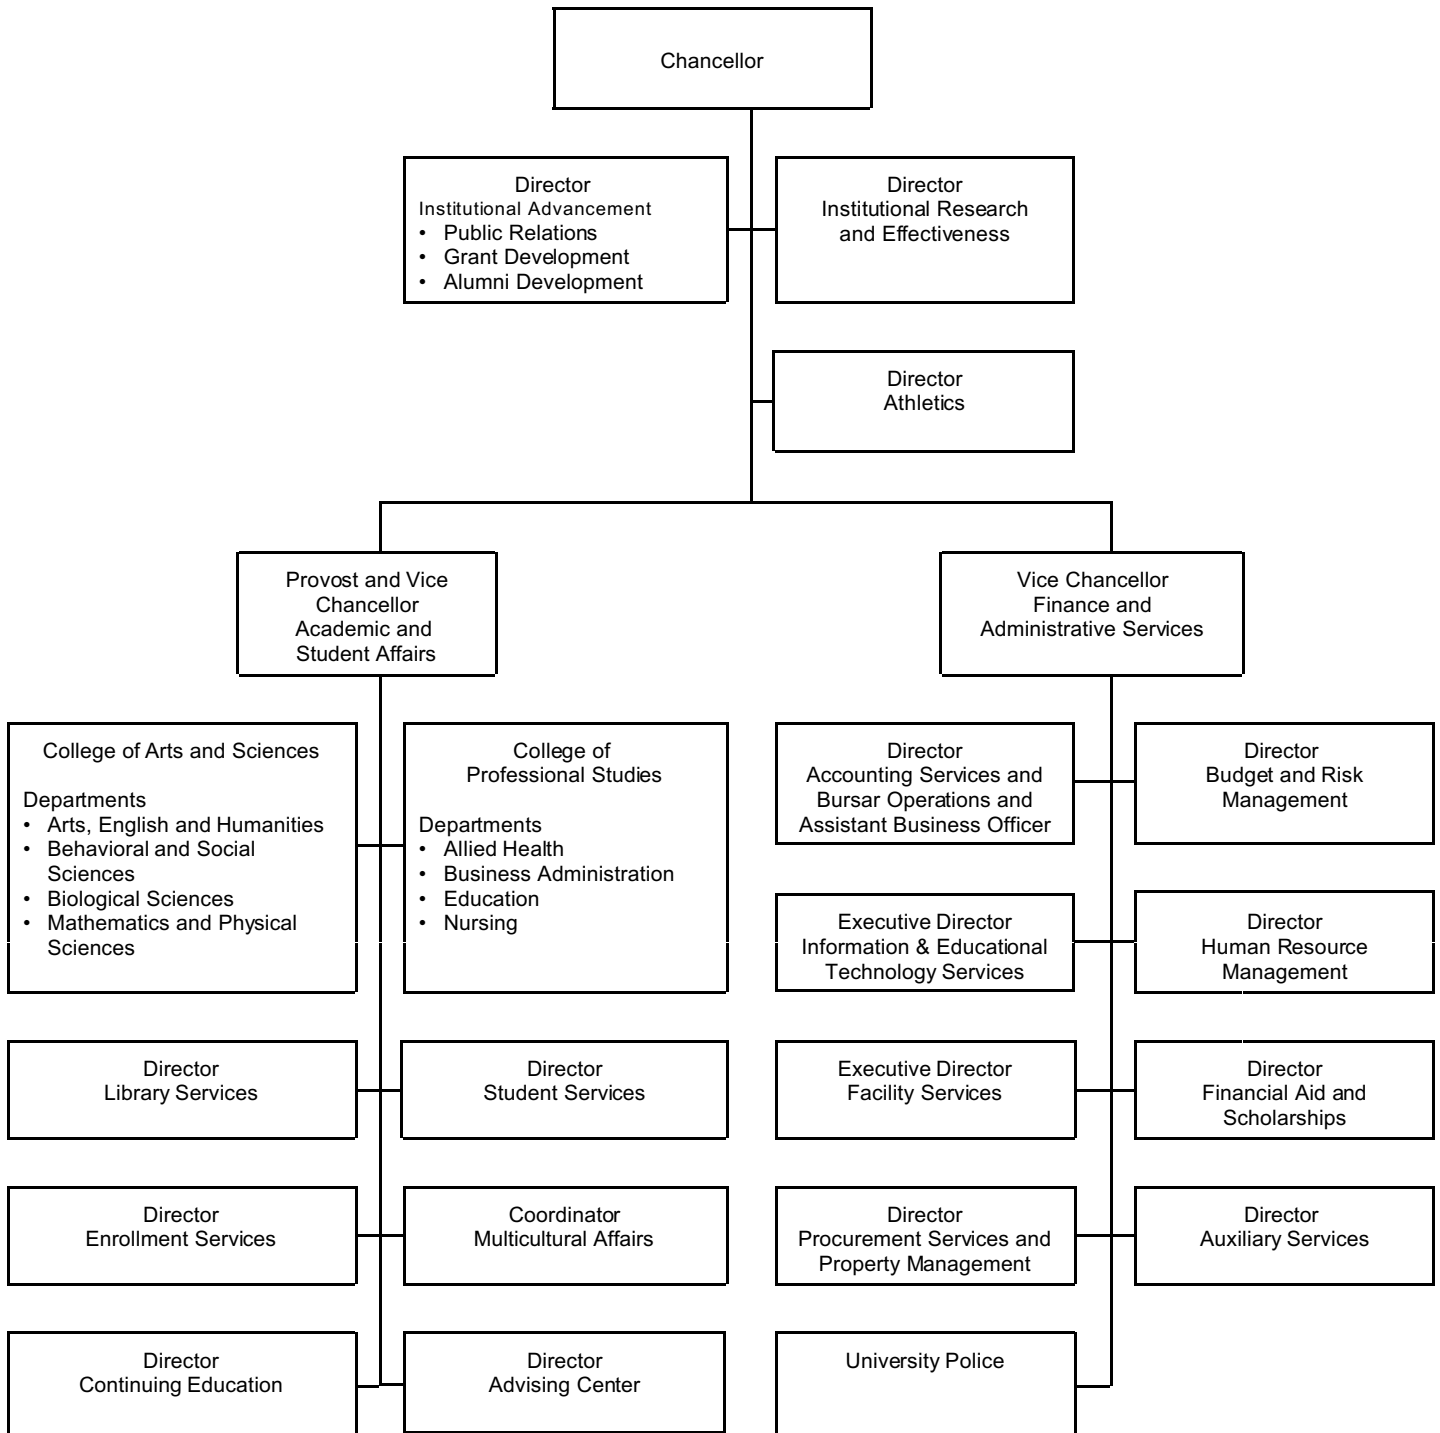 Chancellor
Director
Institutional Advancement
• Public Relations
• Grant Development
• Alumni Development
Director
Institutional Research
and Effectiveness
Director
Athletics
Provost and Vice
Chancellor
Academic and
Student Affairs
Vice Chancellor
Finance and
Administrative Services
College of Arts and Sciences
Departments
• Arts, English and Humanities
• Behavioral and Social
Sciences
• Biological Sciences
• Mathematics and Physical
Sciences
College of
Professional Studies
Departments
• Allied Health
• Business Administration
• Education
• Nursing
Director
Accounting Services and
Bursar Operations and
Assistant Business Officer
Director
Budget and Risk
Management
Executive Director
Information & Educational
Technology Services
Director
Human Resource
Management
Director
Library Services
Director
Student Services
Executive Director
Facility Services
Director
Financial Aid and
Scholarships
Director
Enrollment Services
Coordinator
Multicultural Affairs
Director
Procurement Services and
Property Management
Director
Auxiliary Services
Director
Continuing Education
Director
Advising Center
University Police